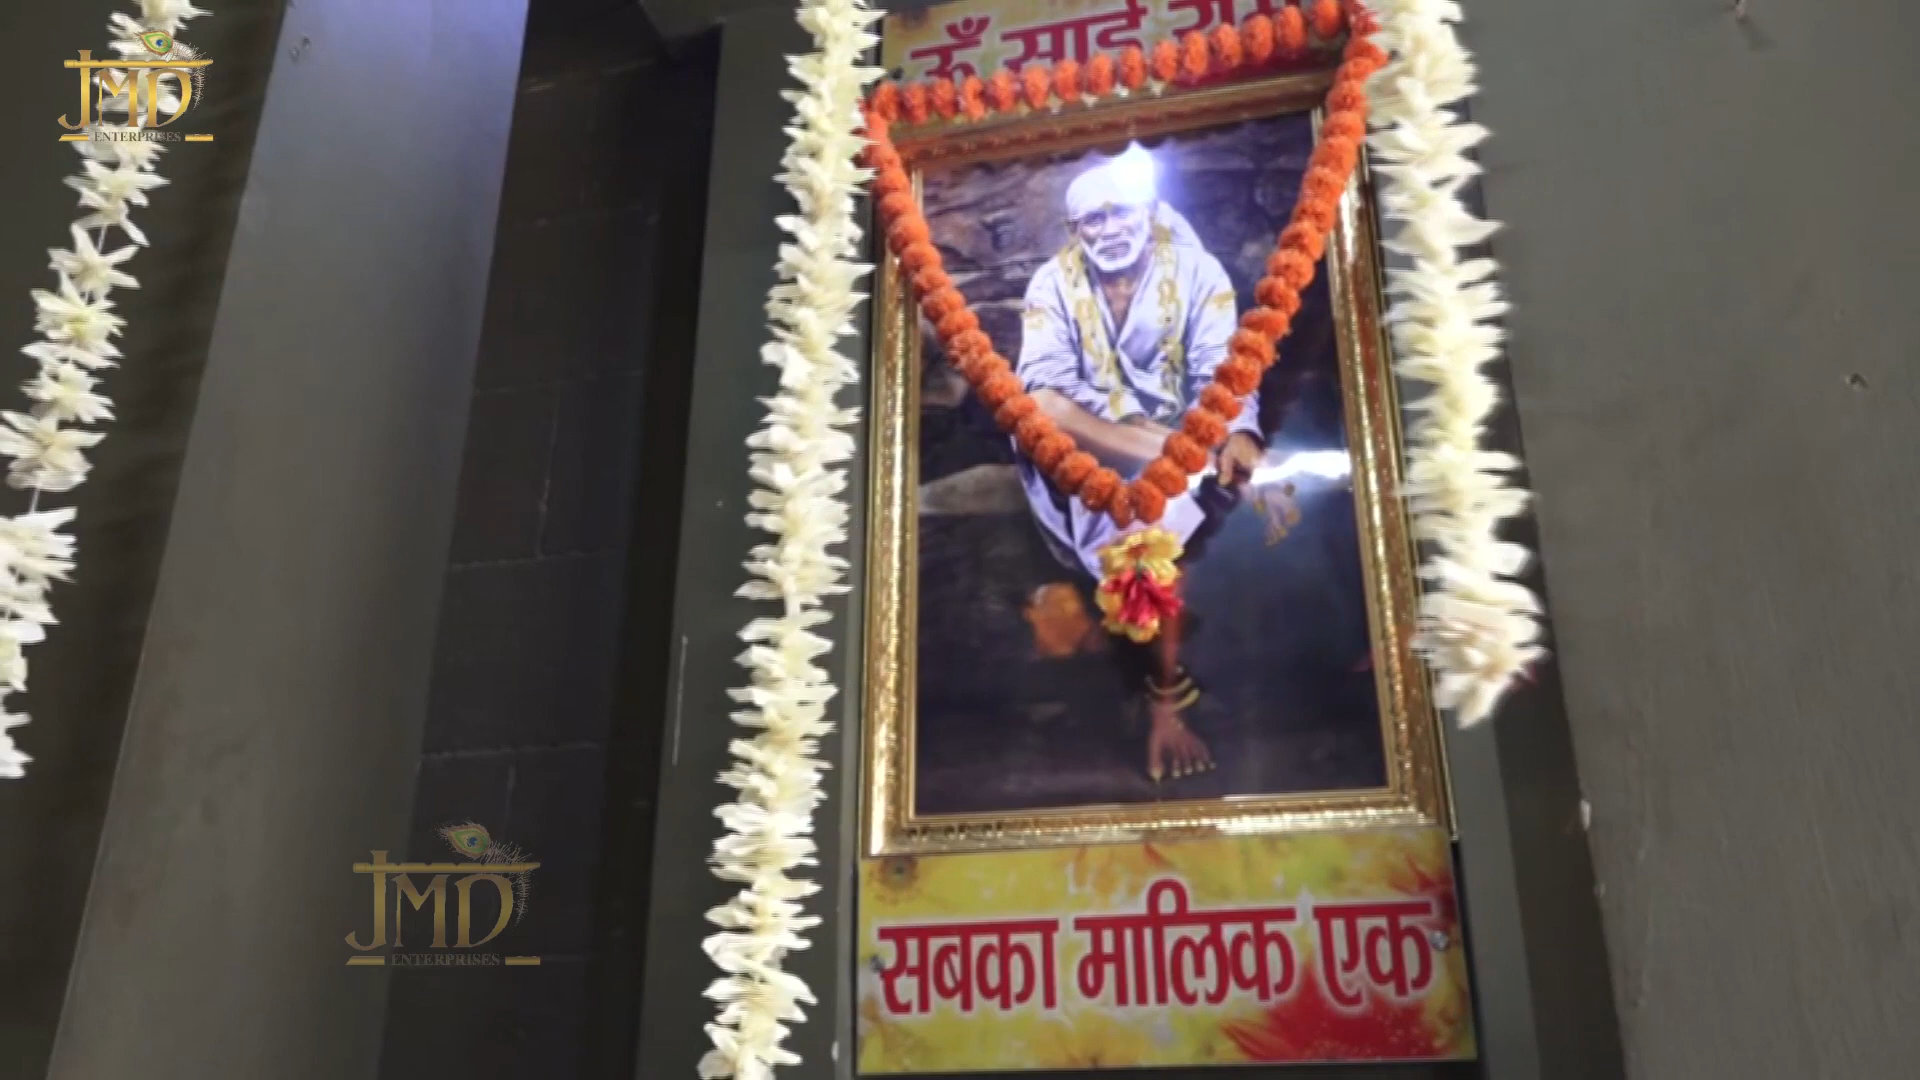 JMD
ENTERPRISES
ॐ साई राम
JMD
ENTERPRISES
सबका मालिक एक